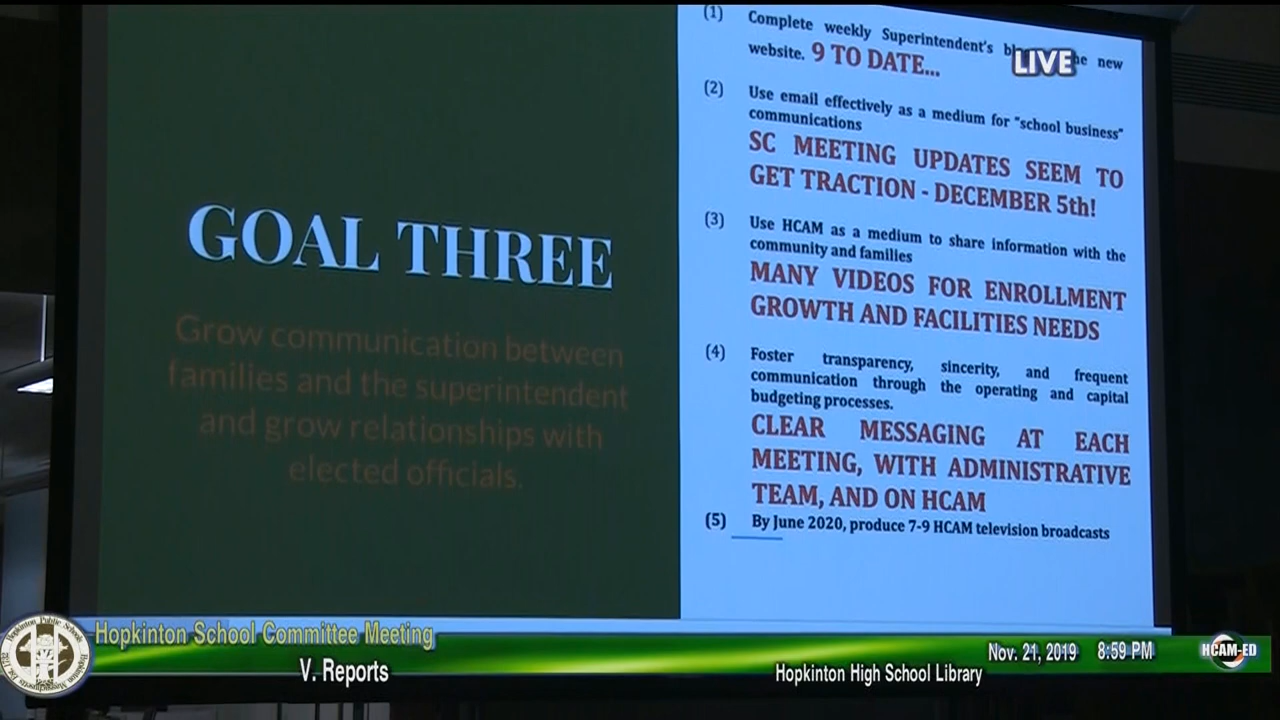 GOAL THREE
Grow communication between
families and the superintendent
and grow relationships with
elected officials.
(1) Complete weekly Superintendent's new
website. 9 TO DATE...
LIVE
(2) Use email effectively as a medium for "school business"
communications
SC MEETING UPDATES SEEM TO
GET TRACTION - DECEMBER 5th!
(3) Use HCAM as a medium to share information with the
community and families
MANY VIDEOS FOR ENROLLMENT
GROWTH AND FACILITIES NEEDS
(4) Foster transparency, sincerity, and frequent
communication through the operating and capital
budgeting processes.
CLEAR MESSAGING AT EACH
MEETING, WITH ADMINISTRATIVE
TEAM, AND ON HCAM
(5) By June 2020, produce 7-9 HCAM television broadcasts
Hopkinton School Committee Meeting
V. Reports
Nov. 21, 2019 8:59 PM
Hopkinton High School Library
HCAM-ED
Hopkinton Public School